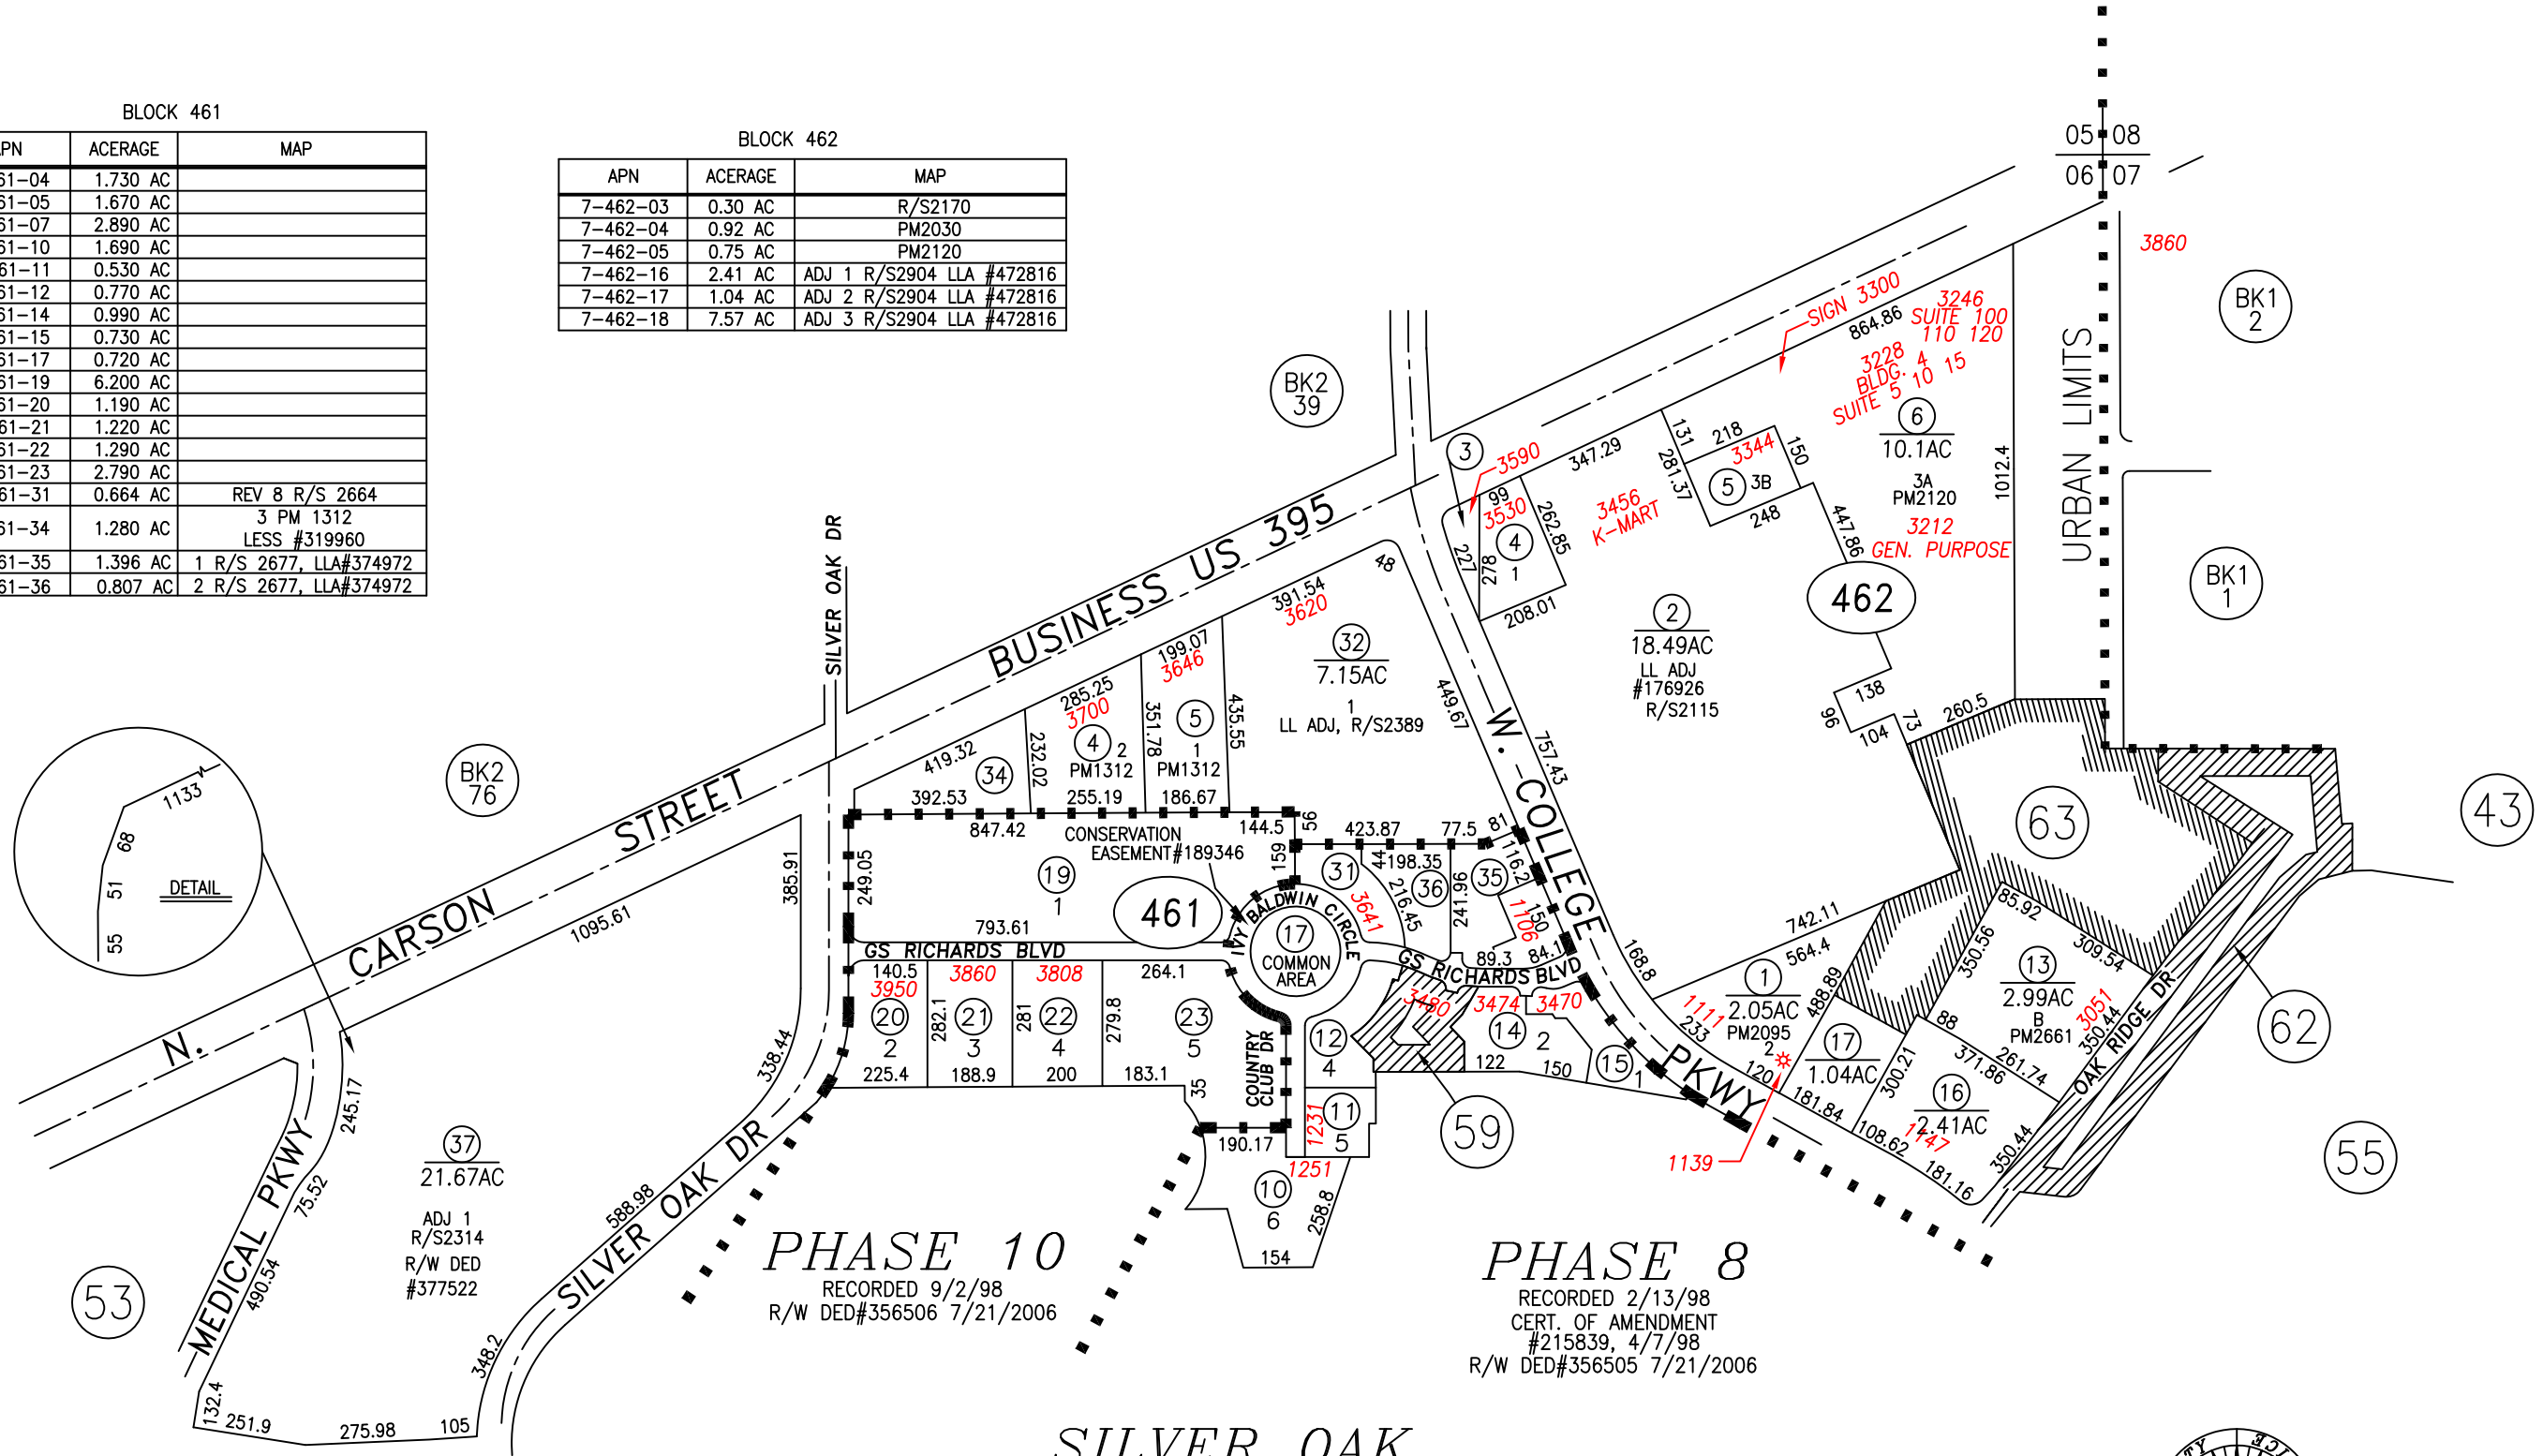 BLOCK 461
PN ACERAGE MAP
61-04 1.730 AC
61-05 1.670 AC
61-07 2.890 AC
61-10 1.690 AC
61-11 0.530 AC
61-12 0.770 AC
61-14 0.990 AC
61-15 0.730 AC
61-17 0.720 AC
61-19 6.200 AC
61-20 1.190 AC
61-21 1.220 AC
61-22 1.290 AC
61-23 2.790 AC
61-31 0.664 AC REV 8 R/S 2664
61-34 1.280 AC 3 PM 1312
LESS #319960
61-35 1.396 AC 1 R/S 2677, LLA#374972
61-36 0.807 AC 2 R/S 2677, LLA#374972
BLOCK 462
APN ACERAGE MAP
7-462-03 0.30 AC R/S2170
7-462-04 0.92 AC PM2030
7-462-05 0.75 AC PM2120
7-462-16 2.41 AC ADJ 1 R/S2904 LLA #472816
7-462-17 1.04 AC ADJ 2 R/S2904 LLA #472816
7-462-18 7.57 AC ADJ 3 R/S2904 LLA #472816
05 08
06 07
3860
BK1
2
BK1
1
URBAN LIMITS
SIGN 3300
864.86
3246
SUITE 100
110 120
3228
BLDG. 4
SUITE 5 10 15
6
10.1AC
3A
PM2120
3212
GEN. PURPOSE
1012.4
BK2
39
3
3590
347.29
131
218
3344
150
281.37
5
3B
248
447.86
99
3530
262.85
4
1
227
278
208.01
3456
K-MART
462
2
18.49AC
LL ADJ
#176926
R/S2115
138
96
104
73
260.5
63
43
BUSINESS US 395
SILVER OAK DR
48
391.54
3620
32
7.15AC
1
LL ADJ, R/S2389
449.67
757.43
W. COLLEGE
PKWY
199.07
3646
285.25
3700
5
1
PM1312
435.55
351.78
4
2
PM1312
232.02
419.32
34
392.53
255.19
186.67
847.42
144.5
56
CONSERVATION
EASEMENT#189346
159
423.87
77.5
81
BK2
76
1133
68
51
55
DETAIL
N. CARSON STREET
1095.61
385.91
249.05
19
1
461
793.61
GS RICHARDS BLVD
IVY BALDWIN CIRCLE
17
COMMON
AREA
31
3641
44
198.35
216.45
36
241.96
35
116.2
1106
150
89.3
84.1
GS RICHARDS BLVD
140.5
3950
3860
3808
264.1
20
2
282.1
21
3
281
22
4
279.8
23
5
225.4
188.9
200
183.1
35
COUNTRY
CLUB DR
12
4
11
5
1231
190.17
1251
10
6
258.8
154
3480
3474
3470
14
2
122
150
15
1
59
168.8
742.11
564.4
1
2.05AC
PM2095
2
1111
233
120
488.89
1139
17
1.04AC
181.84
300.21
16
2.41AC
1147
108.62
181.16
350.44
371.86
261.74
88
350.56
85.92
309.54
13
2.99AC
B
PM2661
3051
350.44
OAK RIDGE DR
62
55
338.44
588.98
SILVER OAK DR
348.2
245.17
75.52
490.54
MEDICAL PKWY
132.4
251.9
275.98
105
37
21.67AC
ADJ 1
R/S2314
R/W DED
#377522
53
PHASE 10
RECORDED 9/2/98
R/W DED#356506 7/21/2006
PHASE 8
RECORDED 2/13/98
CERT. OF AMENDMENT
#215839, 4/7/98
R/W DED#356505 7/21/2006
SILVER OAK